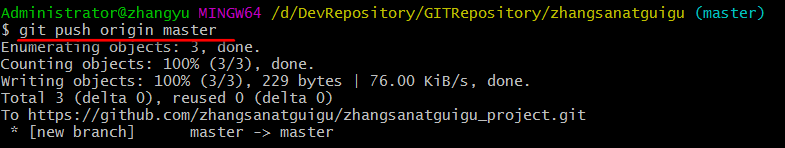 Administrator@zhangyu MINGW64 /d/DevRepository/GITRepository/zhangsanatguigu (master)
$ git push origin master
Enumerating objects: 3, done.
Counting objects: 100% (3/3), done.
Writing objects: 100% (3/3), 229 bytes | 76.00 KiB/s, done.
Total 3 (delta 0), reused 0 (delta 0)
To https://github.com/zhangsanatguigu/zhangsanatguigu_project.git
 * [new branch]      master -> master